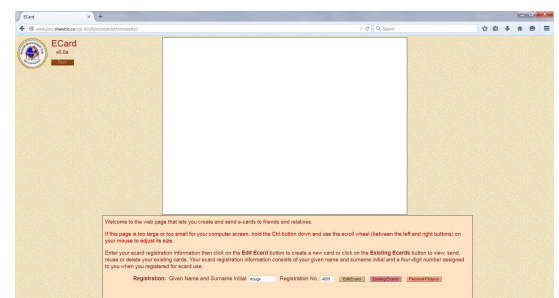 ECard
Search
ECard
v6.0a
Welcome to the web page that lets you create and send e-cards to friends and relatives.
If this page is too large or too small for your computer screen, hold the Ctrl button down and use the scroll wheel (between the left and right buttons) on
your mouse to adjust its size.
Enter your ecard registration information then click on the Edit Ecard button to create a new card or click on the Existing Ecards button to view, send,
reuse or delete your existing cards. Your ecard registration information consists of your given name and surname initial and a four-digit number assigned
to you when you registered for ecard use.
Registration: Given Name and Surname Initial: dougv Registration No.: Edit Ecard Existing Ecards Personal Pictures